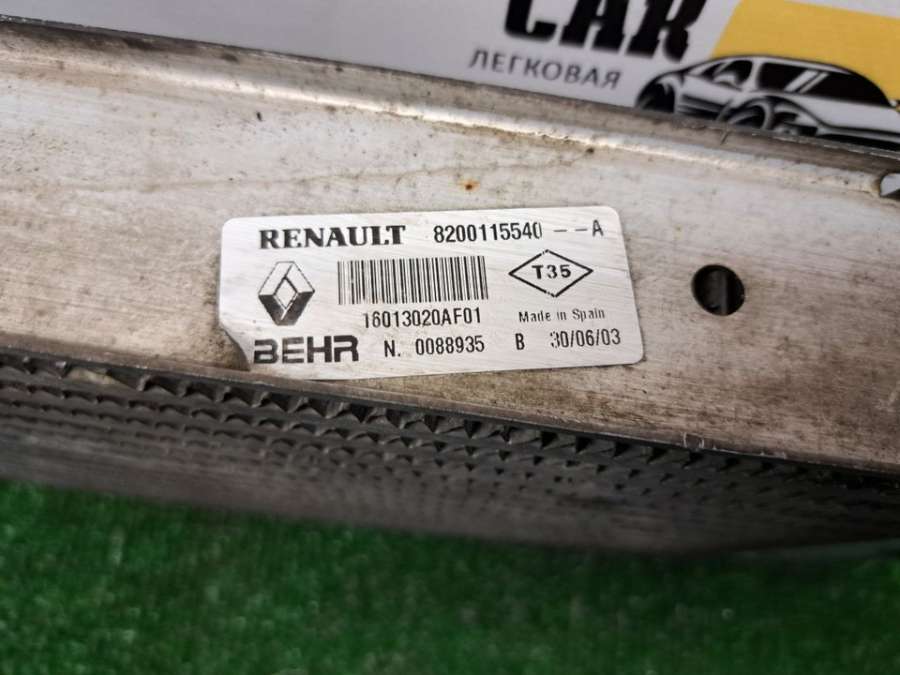 CAR
ЛЕГКОВАЯ
RENAULT 8200115540 -- A
T35
16013020AF01 Made in Spain
BEHR N. 0088935 B 30/06/03